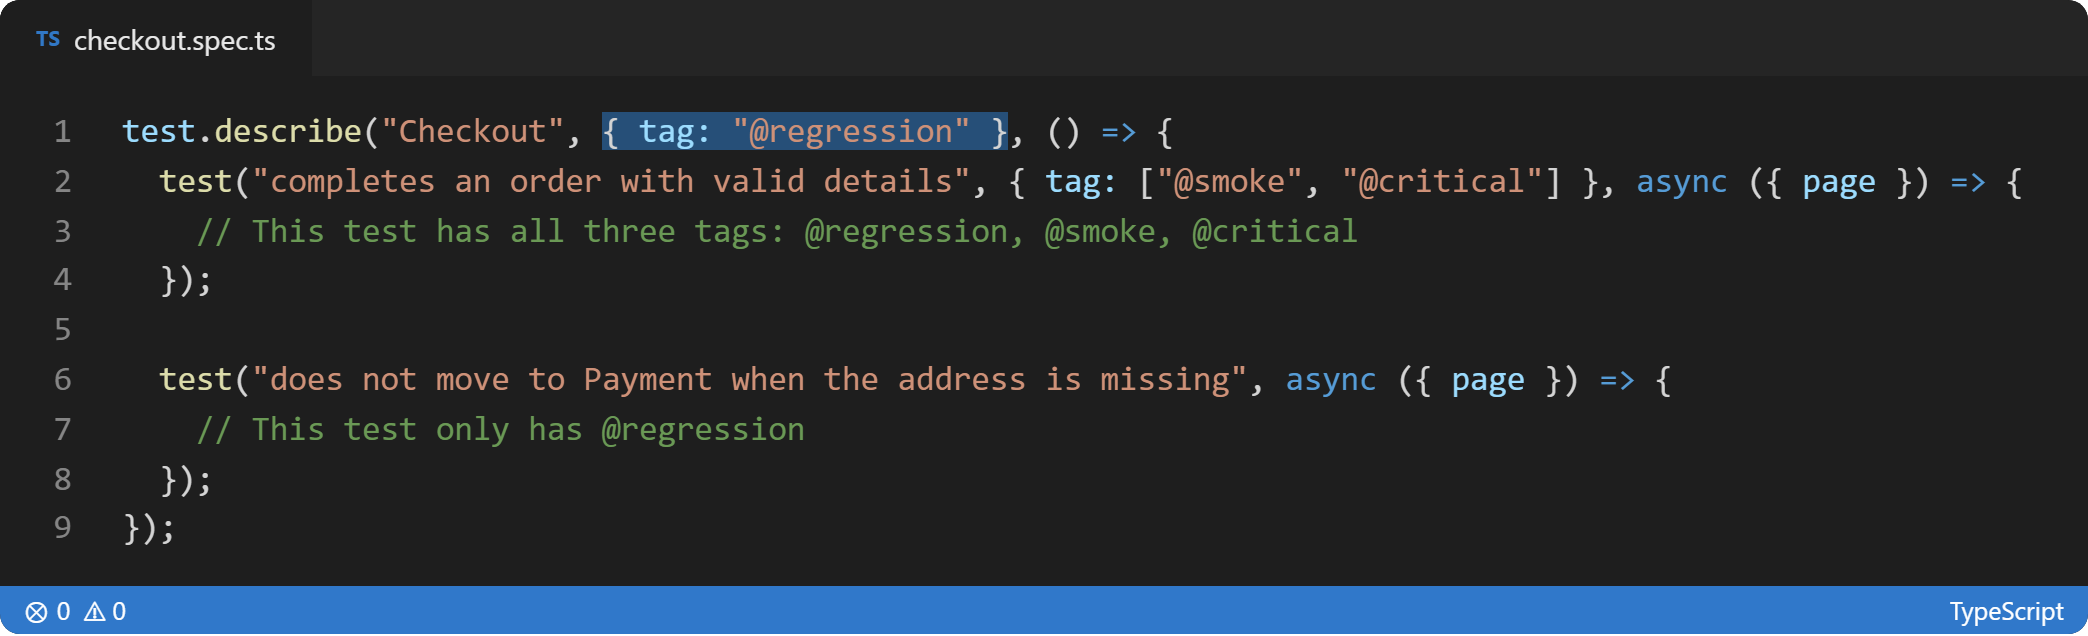 TS checkout.spec.ts
1 test.describe("Checkout", { tag: "@regression" }, () => {
2 test("completes an order with valid details", { tag: ["@smoke", "@critical"] }, async ({ page }) => {
3 // This test has all three tags: @regression, @smoke, @critical
4 });
5
6 test("does not move to Payment when the address is missing", async ({ page }) => {
7 // This test only has @regression
8 });
9 });
0 0 TypeScript